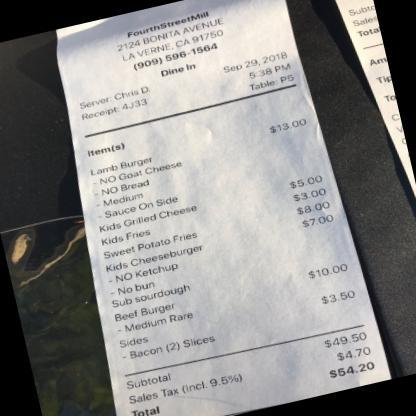 FourthStreetMill
2124 BONITA AVENUE
LA VERNE, CA 91750
(909) 596-1564
Dine In
Server: Chris D. Sep 29, 2018
Receipt: 4J33 5:38 PM
Table: P5
Item(s)
Lamb Burger $13.00
- NO Goat Cheese
- NO Bread
- Medium
- Sauce On Side
Kids Grilled Cheese $5.00
Kids Fries $3.00
Sweet Potato Fries $8.00
Kids Cheeseburger $7.00
- NO Ketchup
- No bun
Sub sourdough
Beef Burger $10.00
- Medium Rare
Sides $3.50
- Bacon (2) Slices
Subtotal $49.50
Sales Tax (incl. 9.5%) $4.70
Total $54.20
Subto
Sales
Total
Am
Tip